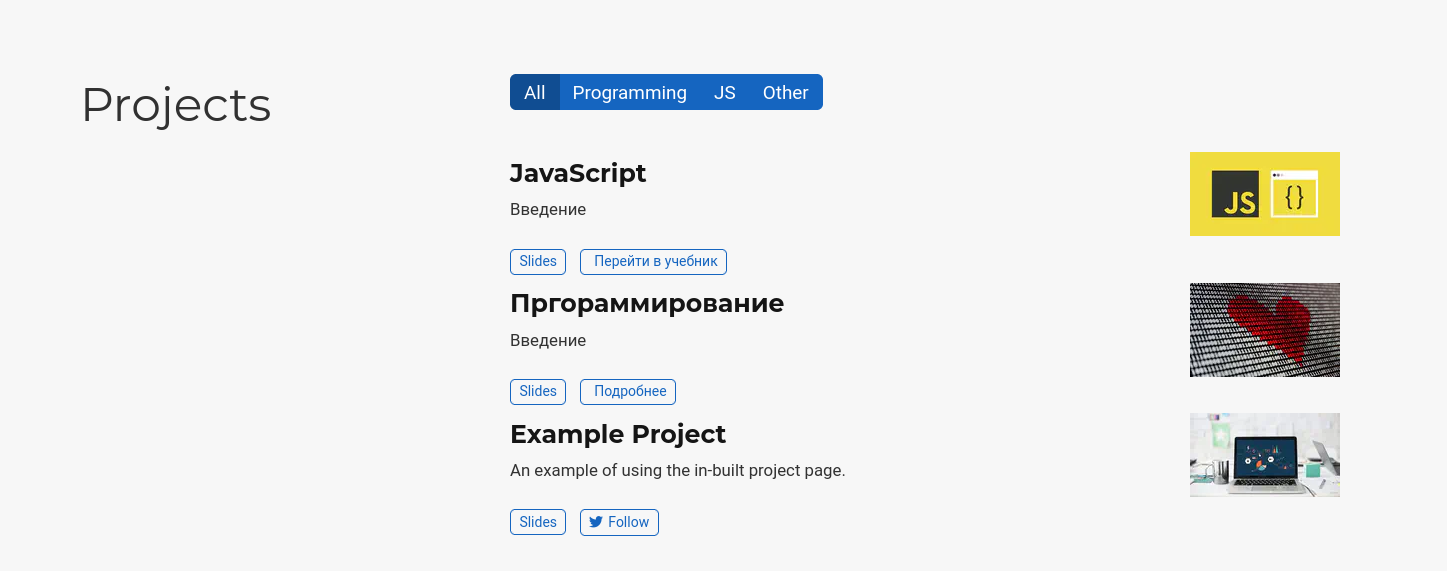 Projects
All Programming JS Other
JavaScript
Введение
Slides Перейти в учебник
JS {}
Пргораммирование
Введение
Slides Подробнее
Example Project
An example of using the in-built project page.
Slides Follow